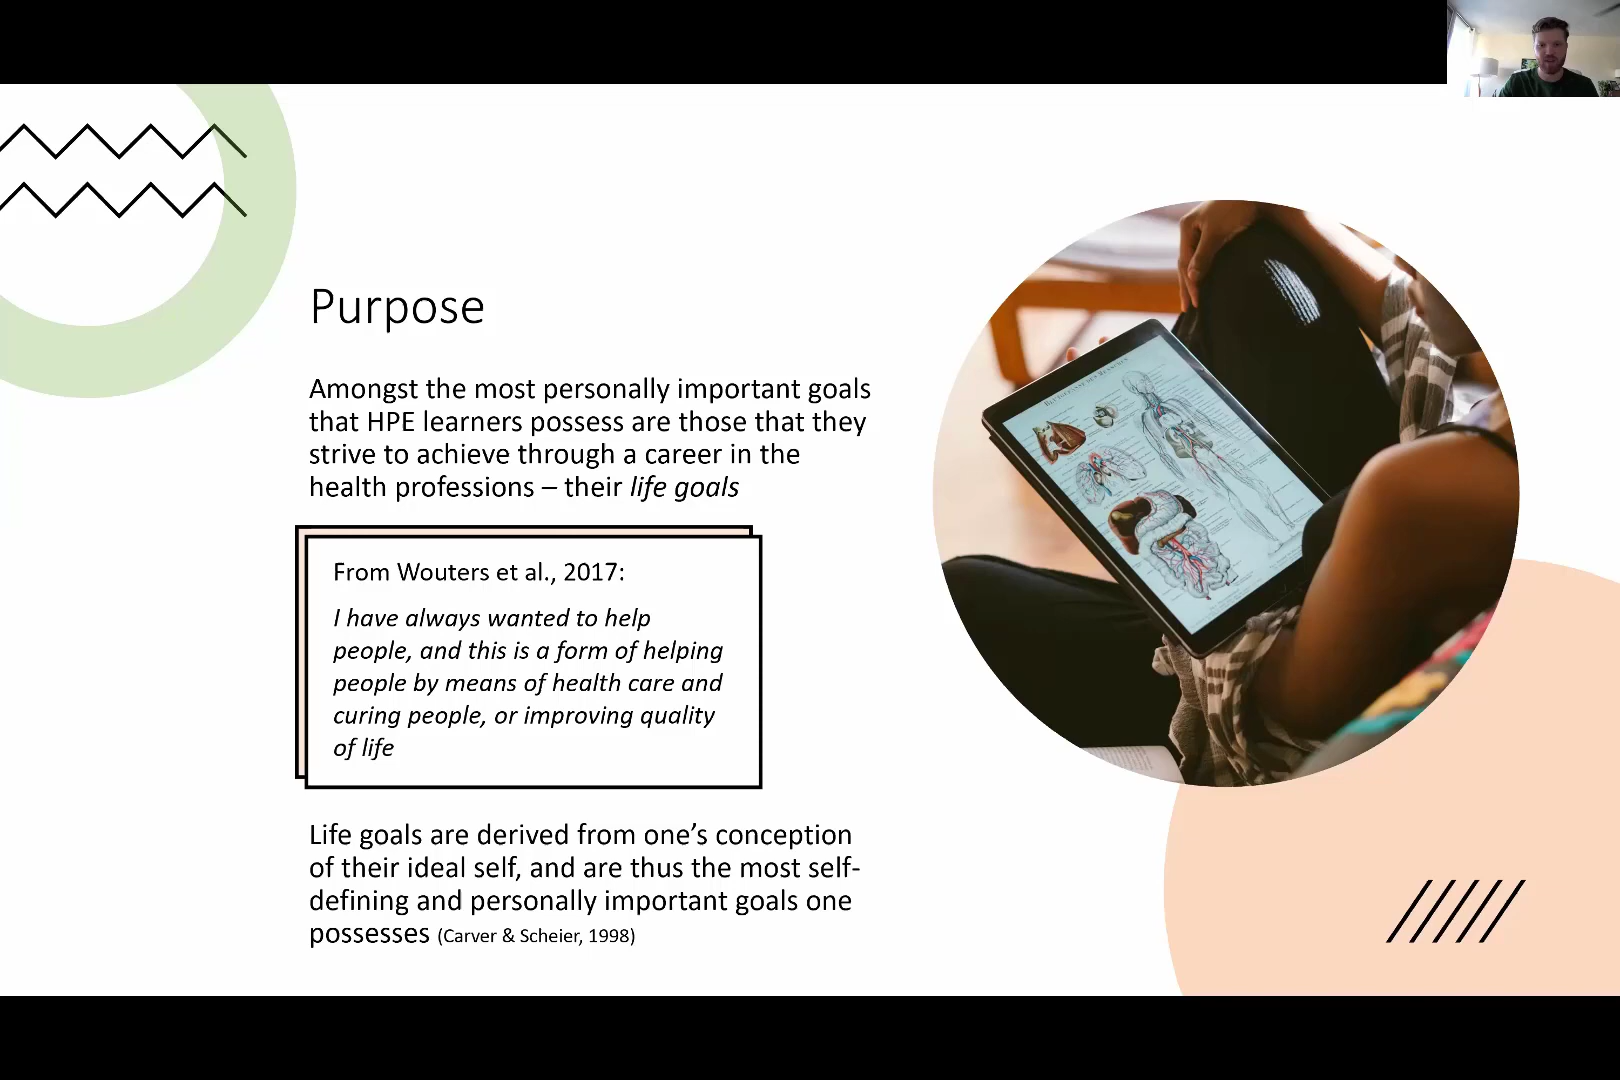 Purpose
Amongst the most personally important goals
that HPE learners possess are those that they
strive to achieve through a career in the
health professions – their life goals
From Wouters et al., 2017:
I have always wanted to help
people, and this is a form of helping
people by means of health care and
curing people, or improving quality
of life
Life goals are derived from one’s conception
of their ideal self, and are thus the most self-
defining and personally important goals one
possesses (Carver & Scheier, 1998)